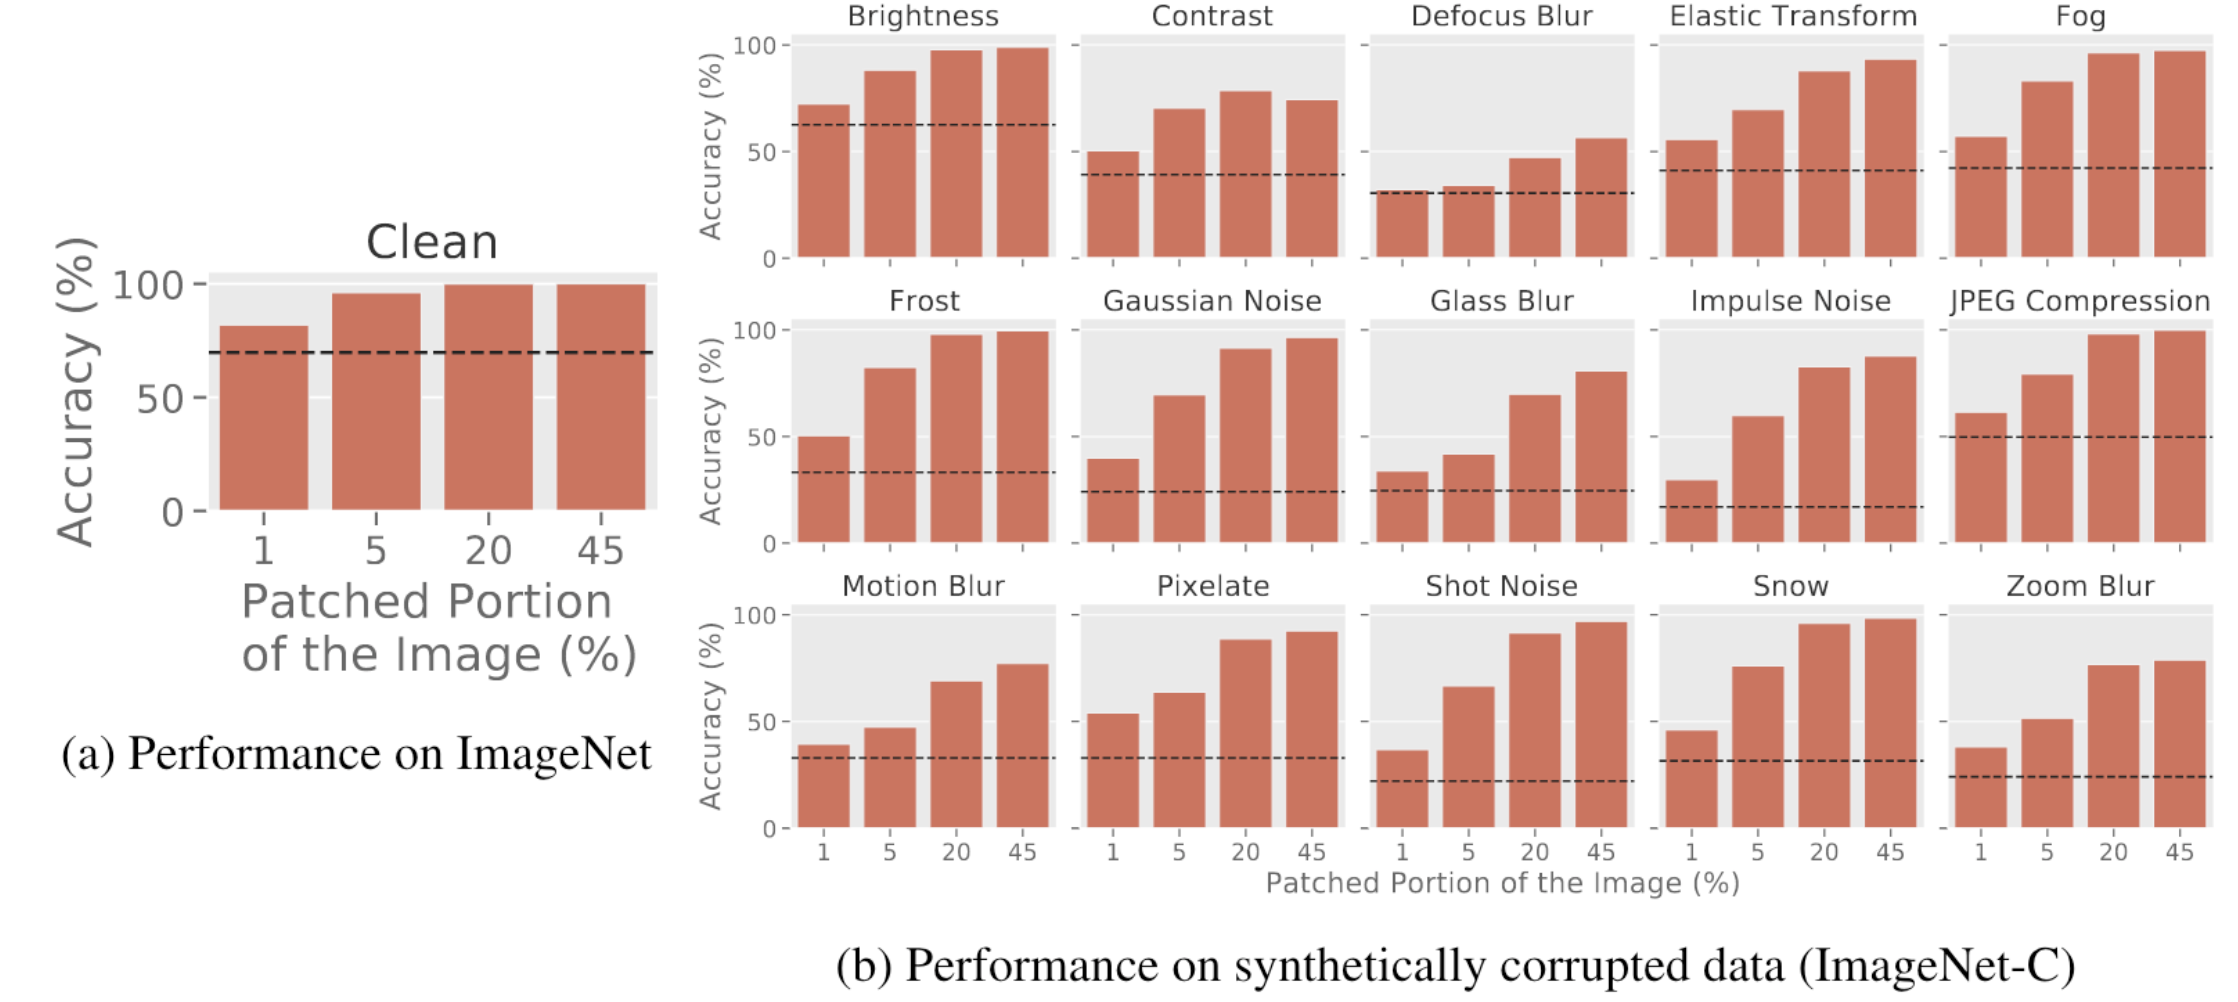 Clean
Accuracy (%)
100
50
0
1 5 20 45
Patched Portion
of the Image (%)
(a) Performance on ImageNet
Brightness Contrast Defocus Blur Elastic Transform Fog
Accuracy (%)
100
50
0
Frost Gaussian Noise Glass Blur Impulse Noise JPEG Compression
Accuracy (%)
100
50
0
Motion Blur Pixelate Shot Noise Snow Zoom Blur
Accuracy (%)
100
50
0
1 5 20 45 1 5 20 45 1 5 20 45 1 5 20 45 1 5 20 45
Patched Portion of the Image (%)
(b) Performance on synthetically corrupted data (ImageNet-C)